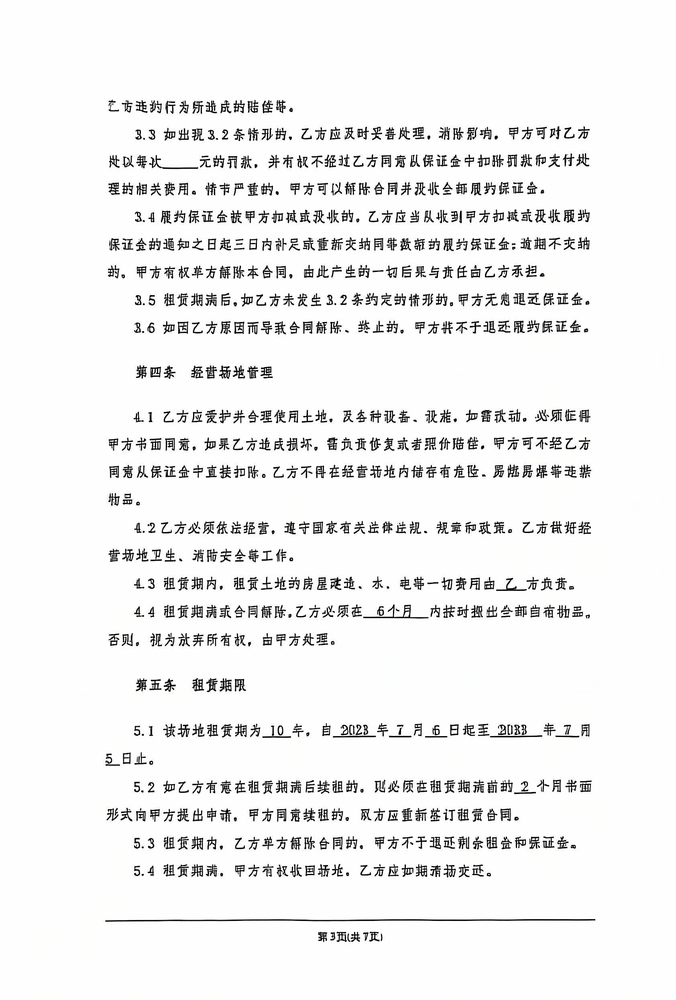 乙方违约行为所造成的赔偿等。
3.3 如出现3.2条情形的，乙方应及时妥善处理，消除影响。甲方可对乙方
处以每次_____元的罚款，并有权不经过乙方同意从保证金中扣除罚款和支付处
理的相关费用。情节严重的，甲方可以解除合同并没收全部履约保证金。
3.4 履约保证金被甲方扣减或没收的，乙方应当从收到甲方扣减或没收履约
保证金的通知之日起三日内补足或重新交纳同等数额的履约保证金；逾期不交纳
的，甲方有权单方解除本合同，由此产生的一切后果与责任由乙方承担。
3.5 租赁期满后，如乙方未发生3.2条约定的情形的，甲方无息退还保证金。
3.6 如因乙方原因而导致合同解除、终止的，甲方将不予退还履约保证金。
第四条 经营场地管理
4.1 乙方应爱护并合理使用土地，及各种设备、设施，如需改动，必须征得
甲方书面同意，如果乙方造成损坏，需负责修复或者照价赔偿，甲方可不经乙方
同意从保证金中直接扣除。乙方不得在经营场地内储存有危险、易燃易爆等违禁
物品。
4.2 乙方必须依法经营，遵守国家有关法律法规、规章和政策。乙方做好经
营场地卫生、消防安全等工作。
4.3 租赁期内，租赁土地的房屋建造、水、电等一切费用由 乙 方负责。
4.4 租赁期满或合同解除，乙方必须在 6个月 内按时搬出全部自有物品，
否则，视为放弃所有权，由甲方处理。
第五条 租赁期限
5.1 该场地租赁期为 10 年，自 2023 年 7 月 6 日起至 2033 年 7 月
5 日止。
5.2 如乙方有意在租赁期满后续租的，则必须在租赁期满前的 2 个月书面
形式向甲方提出申请，甲方同意续租的，双方应重新签订租赁合同。
5.3 租赁期内，乙方单方解除合同的，甲方不予退还剩余租金和保证金。
5.4 租赁期满，甲方有权收回场地，乙方应如期清场交还。
第3页(共7页)